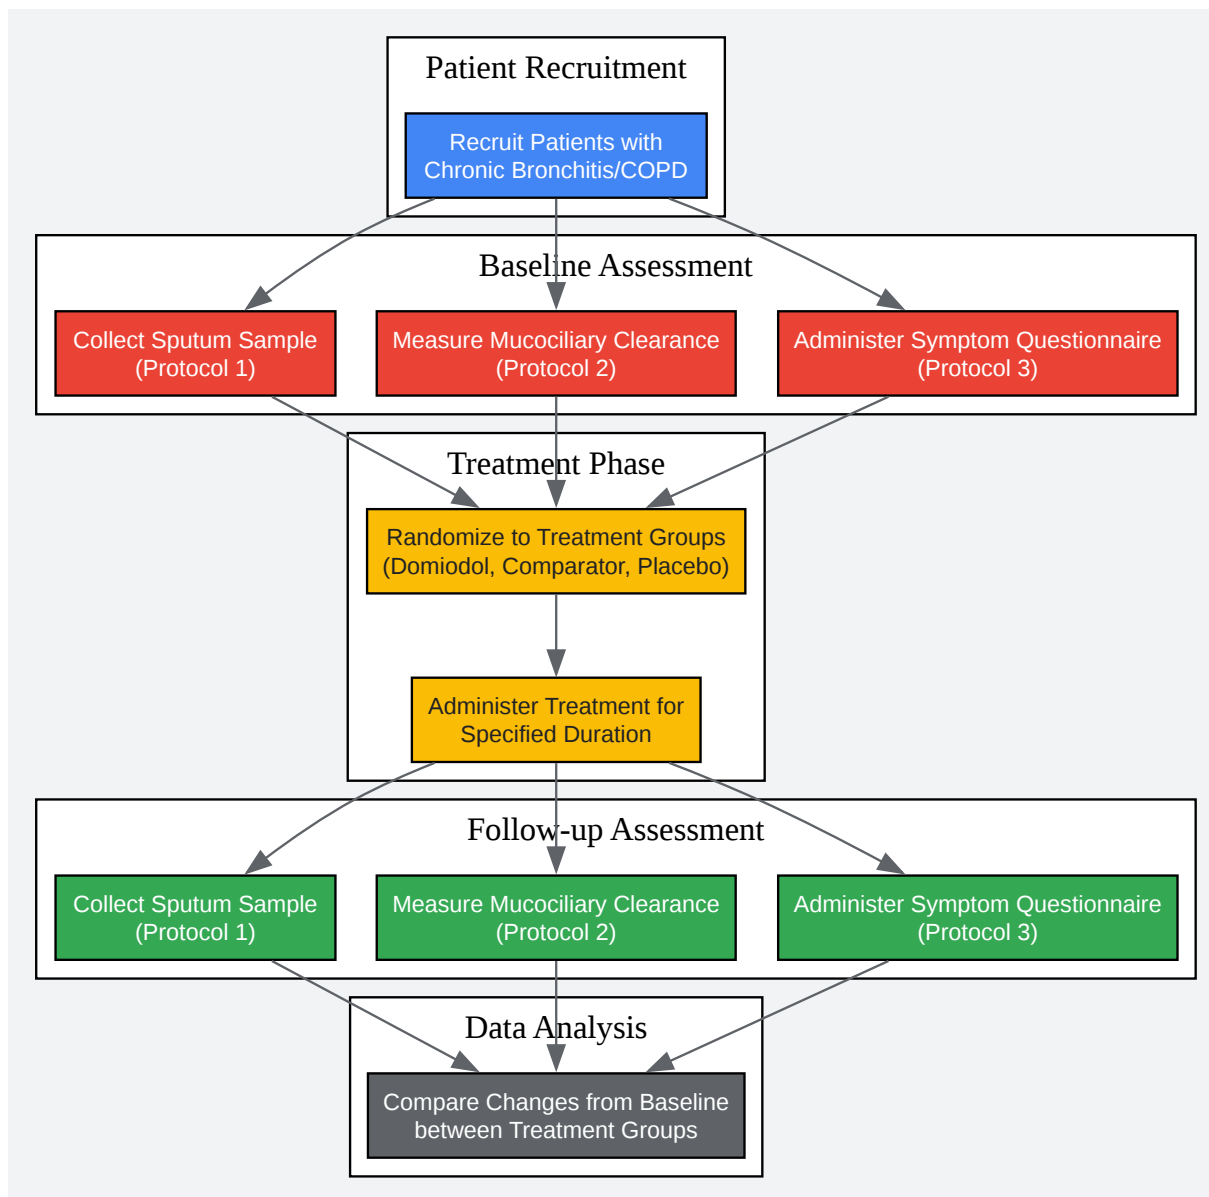 Patient Recruitment
Recruit Patients with
Chronic Bronchitis/COPD
Baseline Assessment
Collect Sputum Sample
(Protocol 1)
Measure Mucociliary Clearance
(Protocol 2)
Administer Symptom Questionnaire
(Protocol 3)
Treatment Phase
Randomize to Treatment Groups
(Domiodol, Comparator, Placebo)
Administer Treatment for
Specified Duration
Follow-up Assessment
Collect Sputum Sample
(Protocol 1)
Measure Mucociliary Clearance
(Protocol 2)
Administer Symptom Questionnaire
(Protocol 3)
Data Analysis
Compare Changes from Baseline
between Treatment Groups